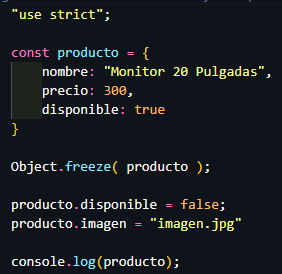 "use strict";
const producto = {
nombre: "Monitor 20 Pulgadas",
precio: 300,
disponible: true
}
Object.freeze( producto );
producto.disponible = false;
producto.imagen = "imagen.jpg"
console.log(producto);